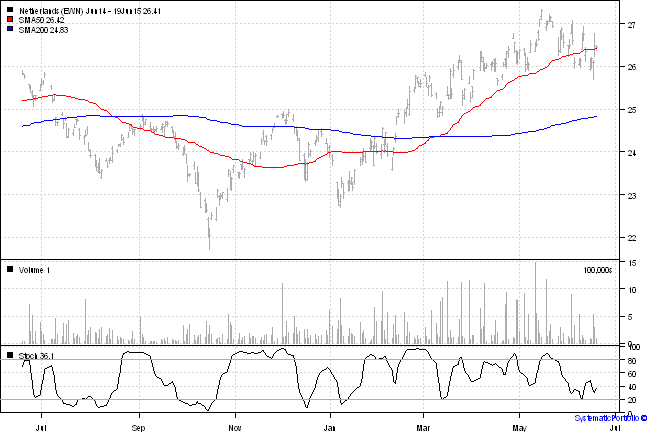 Netherlands (EWN) Jun14 - 19Jun15 26.41
SMA50 26.42
SMA200 24.83
27
26
25
24
23
22
Volume 1
100,000s
15
10
5
0
Stoch 36.1
100
80
60
40
20
0
Jul Sep Nov Jan Mar May Jul
SystematicPortfolio ©